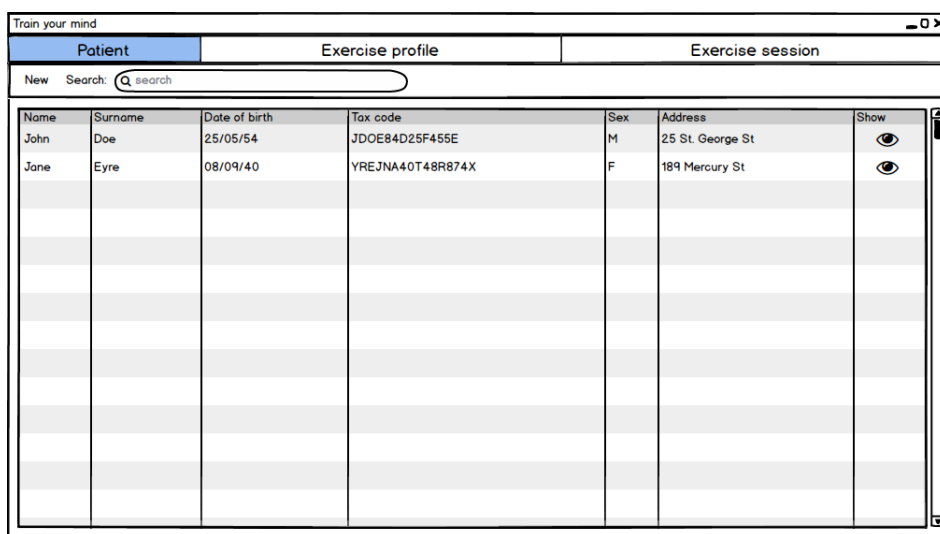 Train your mind
Patient Exercise profile Exercise session
New Search: search
Name Surname Date of birth Tax code Sex Address Show
John Doe 25/05/54 JDOE84D25F455E M 25 St. George St
Jane Eyre 08/09/40 YREJNA40T48R874X F 189 Mercury St